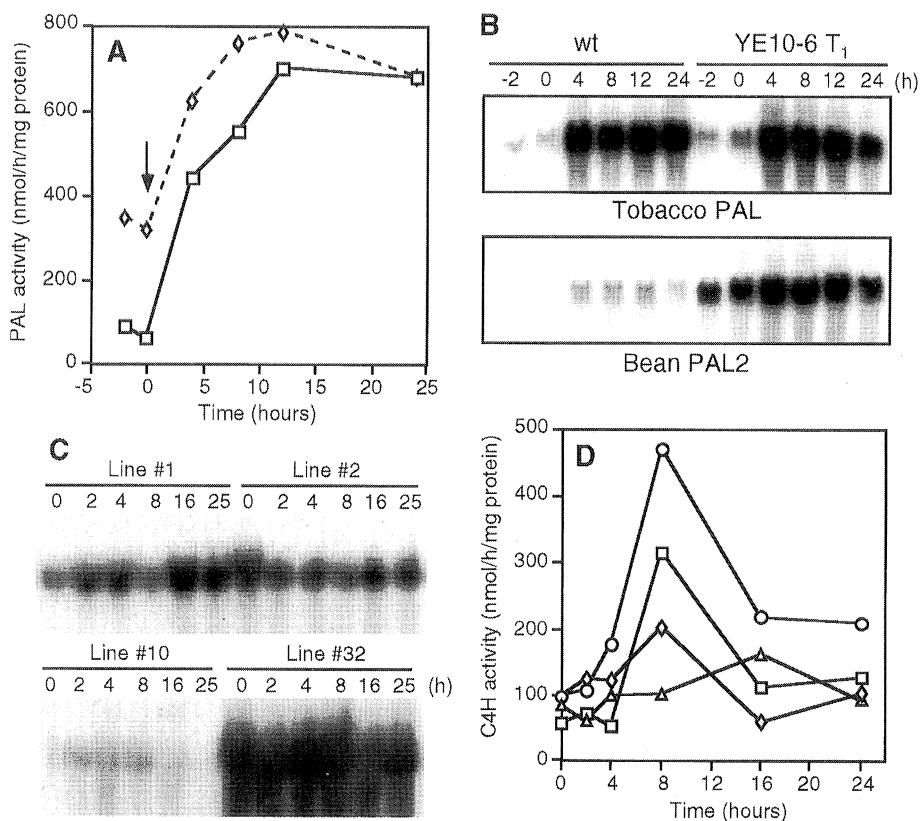 A
PAL activity (nmol/h/mg protein)
800
600
400
200
0
-5 0 5 10 15 20 25
Time (hours)
B
wt YE10-6 T1
-2 0 4 8 12 24 -2 0 4 8 12 24 (h)
Tobacco PAL
Bean PAL2
C
Line #1 Line #2
0 2 4 8 16 25 0 2 4 8 16 25
Line #10 Line #32
0 2 4 8 16 25 0 2 4 8 16 25 (h)
D
C4H activity (nmol/h/mg protein)
500
400
300
200
100
0
0 4 8 12 16 20 24
Time (hours)